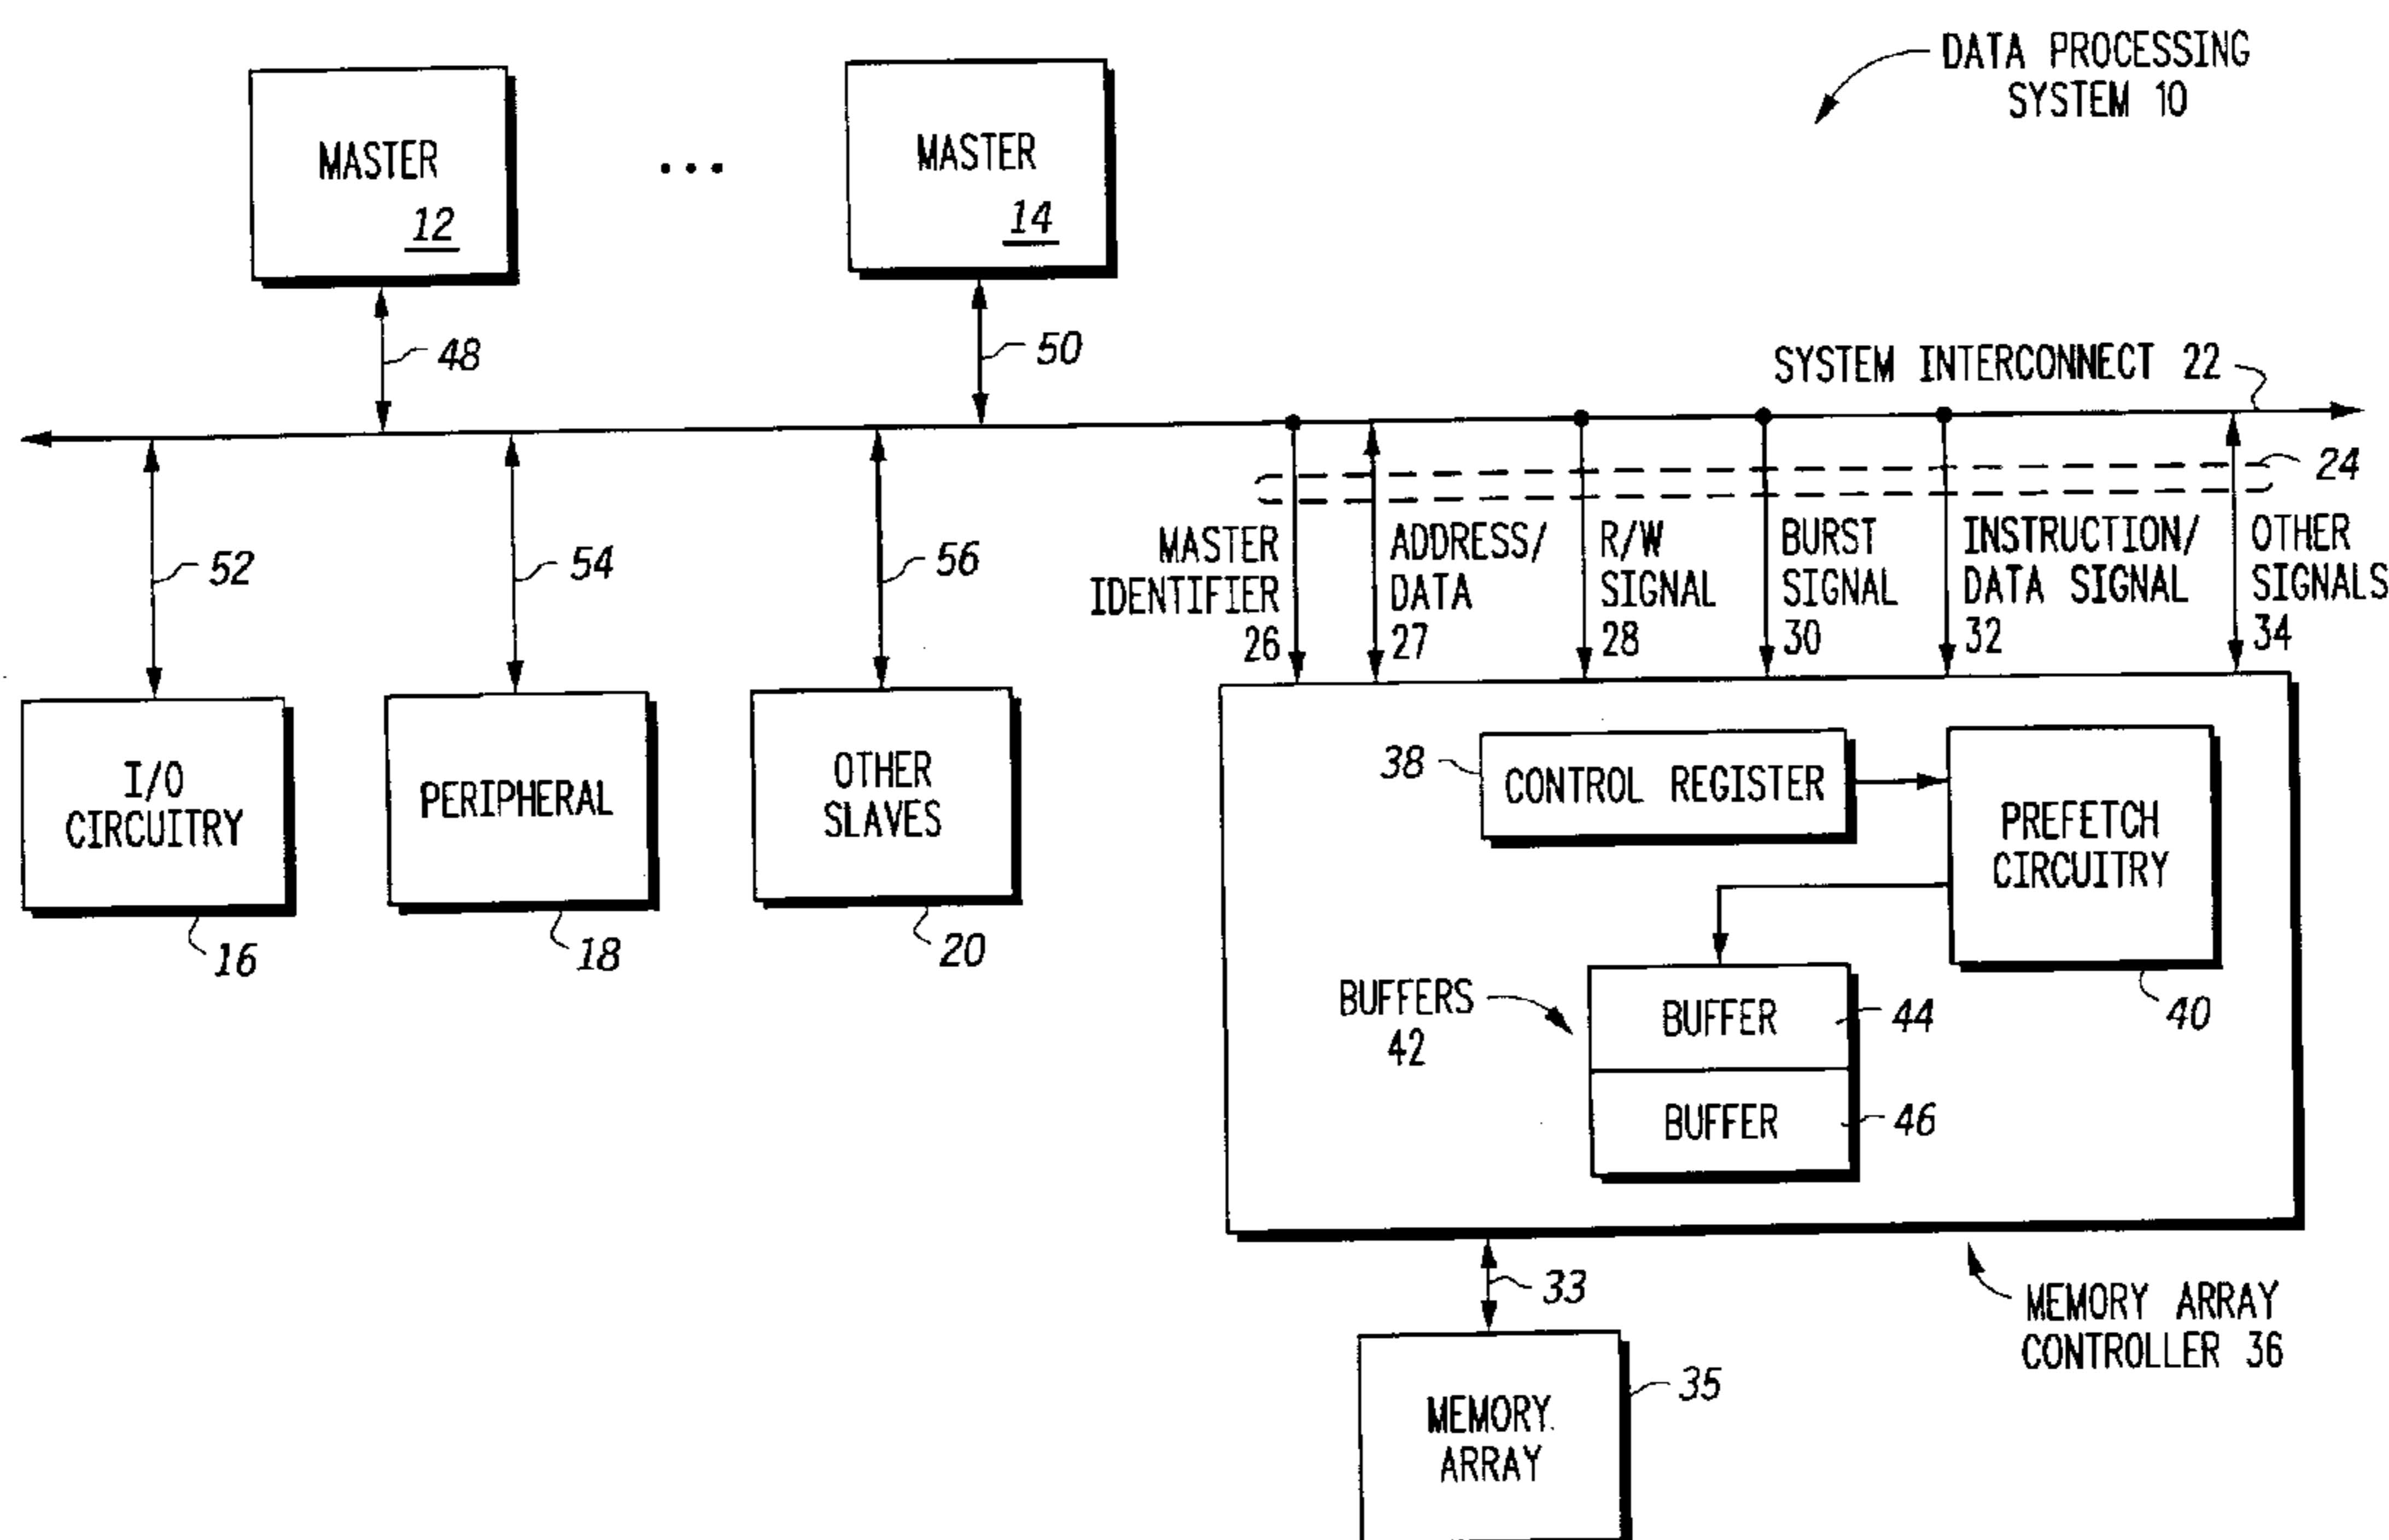 DATA PROCESSING
SYSTEM 10
MASTER
12
...
MASTER
14
48
50
SYSTEM INTERCONNECT 22
24
52
54
56
MASTER
IDENTIFIER
26
ADDRESS/
DATA
27
R/W
SIGNAL
28
BURST
SIGNAL
30
INSTRUCTION/
DATA SIGNAL
32
OTHER
SIGNALS
34
I/O
CIRCUITRY
16
PERIPHERAL
18
OTHER
SLAVES
20
38
CONTROL REGISTER
PREFETCH
CIRCUITRY
40
BUFFERS
42
BUFFER
44
BUFFER
46
33
MEMORY ARRAY
CONTROLLER 36
MEMORY
ARRAY
35